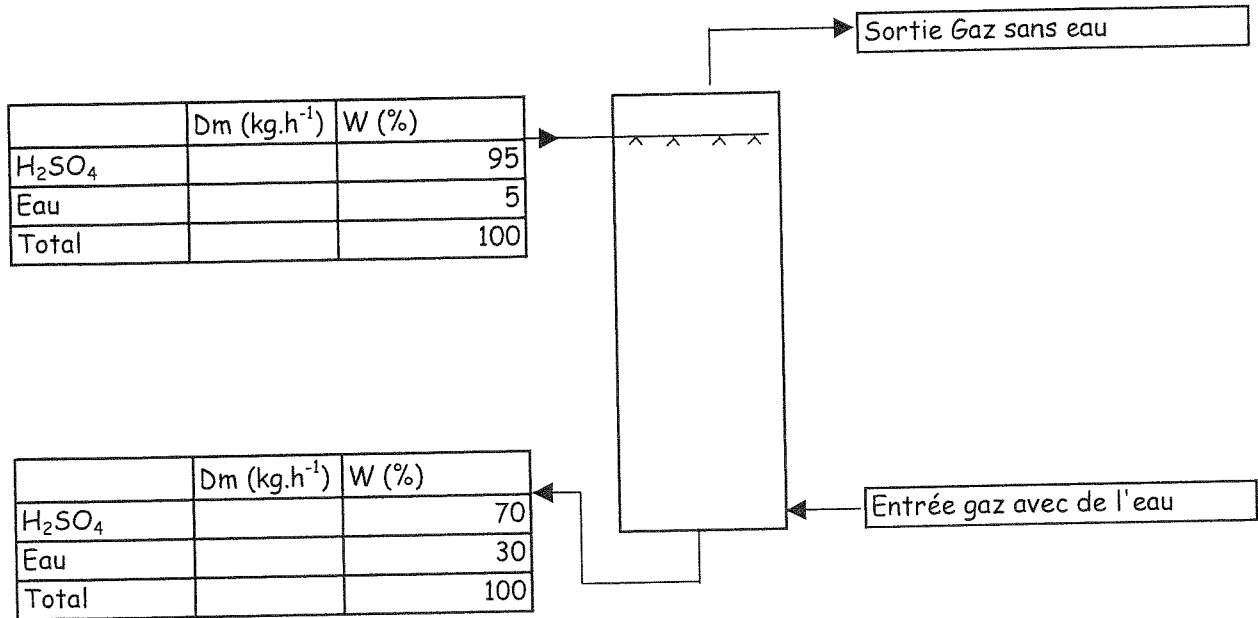 Sortie Gaz sans eau
Dm (kg.h⁻¹) W (%)
H₂SO₄ 95
Eau 5
Total 100
Dm (kg.h⁻¹) W (%)
H₂SO₄ 70
Eau 30
Total 100
Entrée gaz avec de l'eau